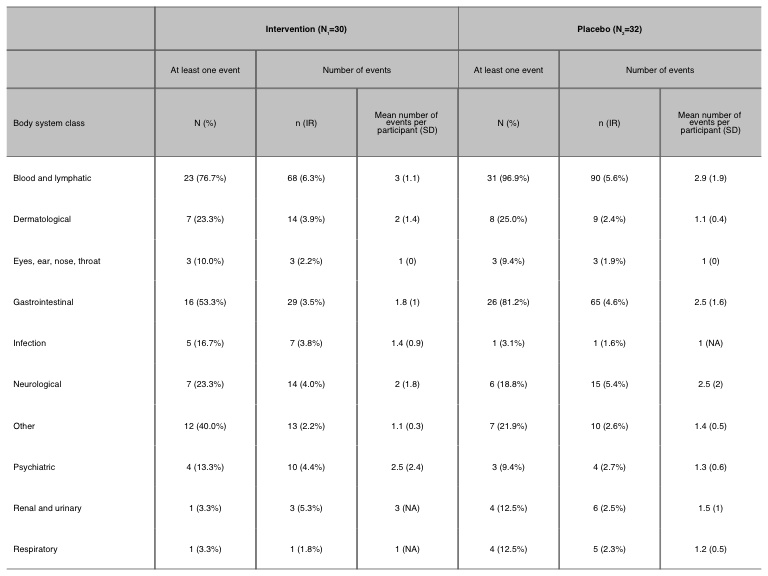 Intervention (N₁=30) Placebo (N₂=32)
At least one event Number of events At least one event Number of events
Body system class N (%) n (IR) Mean number of events per participant (SD) N (%) n (IR) Mean number of events per participant (SD)
Blood and lymphatic 23 (76.7%) 68 (6.3%) 3 (1.1) 31 (96.9%) 90 (5.6%) 2.9 (1.9)
Dermatological 7 (23.3%) 14 (3.9%) 2 (1.4) 8 (25.0%) 9 (2.4%) 1.1 (0.4)
Eyes, ear, nose, throat 3 (10.0%) 3 (2.2%) 1 (0) 3 (9.4%) 3 (1.9%) 1 (0)
Gastrointestinal 16 (53.3%) 29 (3.5%) 1.8 (1) 26 (81.2%) 65 (4.6%) 2.5 (1.6)
Infection 5 (16.7%) 7 (3.8%) 1.4 (0.9) 1 (3.1%) 1 (1.6%) 1 (NA)
Neurological 7 (23.3%) 14 (4.0%) 2 (1.8) 6 (18.8%) 15 (5.4%) 2.5 (2)
Other 12 (40.0%) 13 (2.2%) 1.1 (0.3) 7 (21.9%) 10 (2.6%) 1.4 (0.5)
Psychiatric 4 (13.3%) 10 (4.4%) 2.5 (2.4) 3 (9.4%) 4 (2.7%) 1.3 (0.6)
Renal and urinary 1 (3.3%) 3 (5.3%) 3 (NA) 4 (12.5%) 6 (2.5%) 1.5 (1)
Respiratory 1 (3.3%) 1 (1.8%) 1 (NA) 4 (12.5%) 5 (2.3%) 1.2 (0.5)